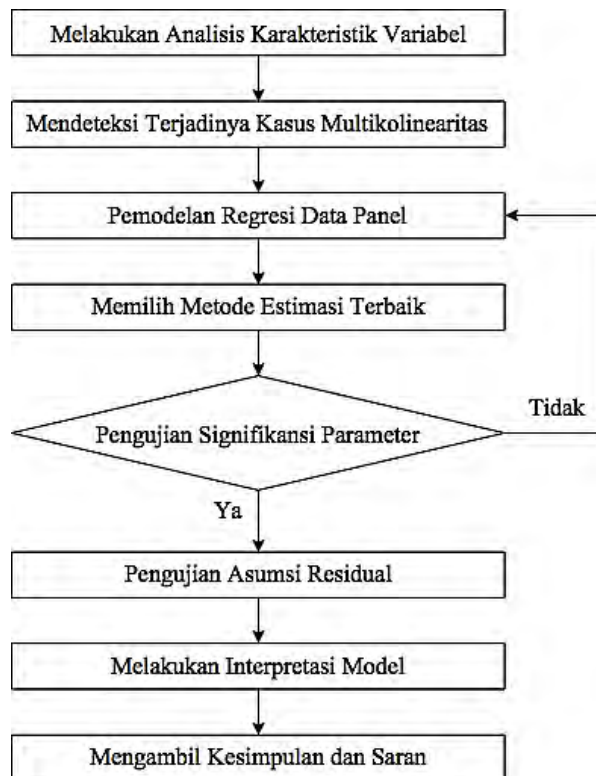 Melakukan Analisis Karakteristik Variabel
Mendeteksi Terjadinya Kasus Multikolinearitas
Pemodelan Regresi Data Panel
Memilih Metode Estimasi Terbaik
Tidak
Pengujian Signifikansi Parameter
Ya
Pengujian Asumsi Residual
Melakukan Interpretasi Model
Mengambil Kesimpulan dan Saran